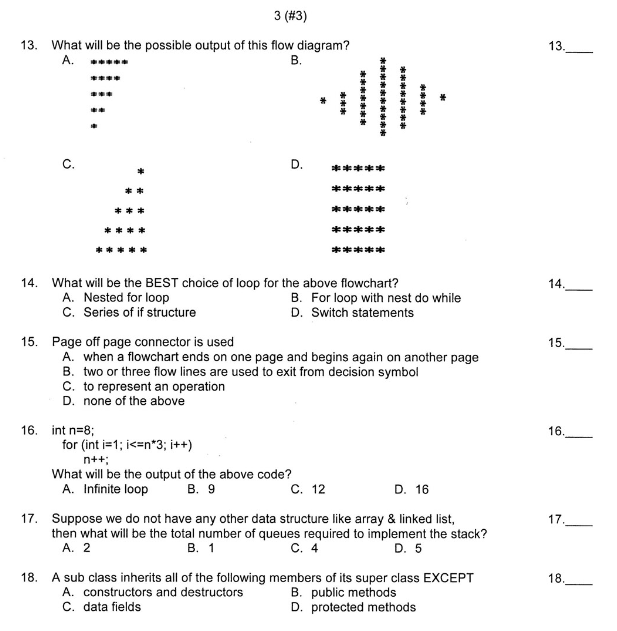 3 (#3)
13. What will be the possible output of this flow diagram? 13.____
A. ***** B.
****
***
**
*
C. * D. *****
* * *****
* * * *****
* * * * *****
* * * * * *****
14. What will be the BEST choice of loop for the above flowchart? 14.____
A. Nested for loop B. For loop with nest do while
C. Series of if structure D. Switch statements
15. Page off page connector is used 15.____
A. when a flowchart ends on one page and begins again on another page
B. two or three flow lines are used to exit from decision symbol
C. to represent an operation
D. none of the above
16. int n=8; 16.____
for (int i=1; i<=n*3; i++)
n++;
What will be the output of the above code?
A. Infinite loop B. 9 C. 12 D. 16
17. Suppose we do not have any other data structure like array & linked list, 17.____
then what will be the total number of queues required to implement the stack?
A. 2 B. 1 C. 4 D. 5
18. A sub class inherits all of the following members of its super class EXCEPT 18.____
A. constructors and destructors B. public methods
C. data fields D. protected methods